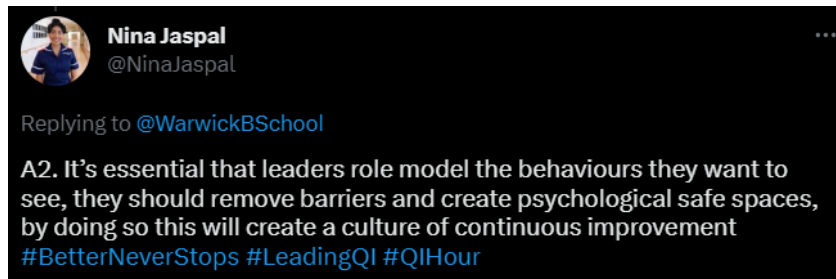 Nina Jaspal
@NinaJaspal
Replying to @WarwickBSchool
A2. It’s essential that leaders role model the behaviours they want to
see, they should remove barriers and create psychological safe spaces,
by doing so this will create a culture of continuous improvement
#BetterNeverStops #LeadingQI #QIHour